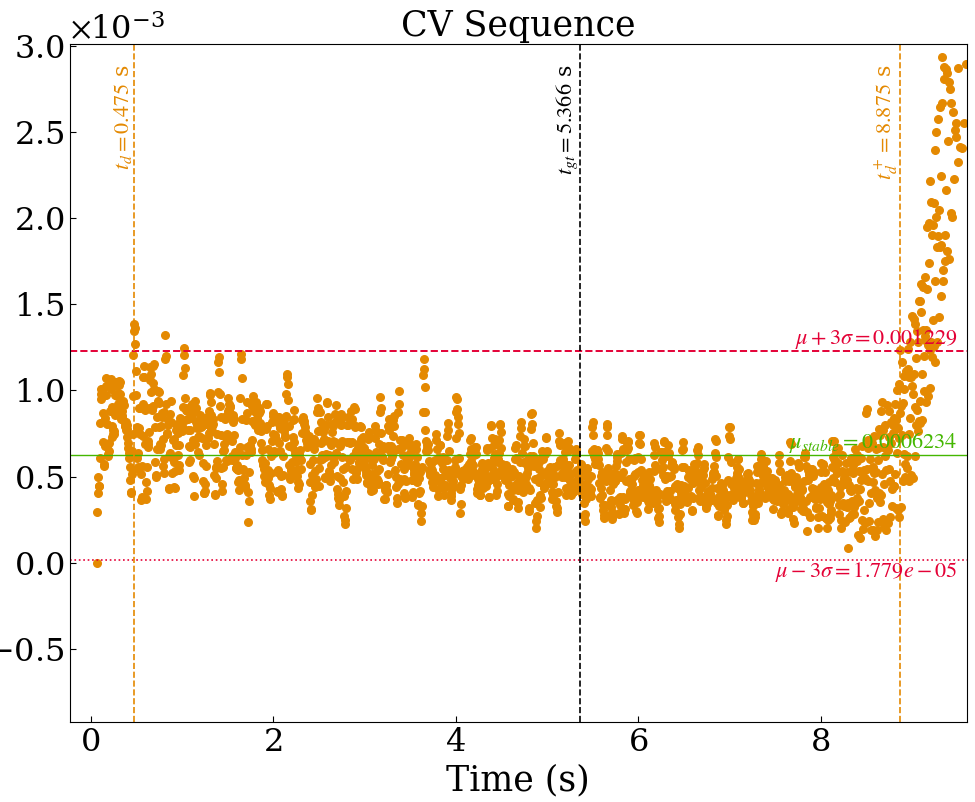 CV Sequence
×10⁻³
3.0
2.5
2.0
1.5
1.0
0.5
0.0
−0.5
t_d = 0.475 s
t_gt = 5.366 s
t_d^+ = 8.875 s
μ + 3σ = 0.001229
μ_stable = 0.0006234
μ − 3σ = 1.779e − 05
0 2 4 6 8
Time (s)